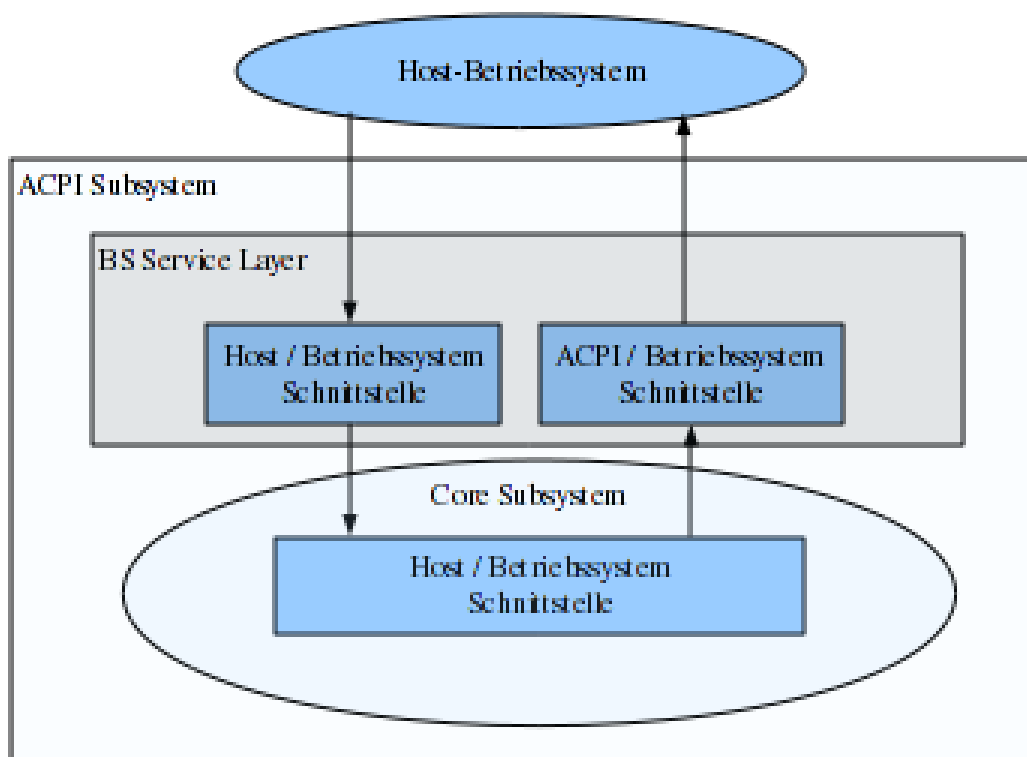 Host-Betriebssystem
ACPI Subsystem
BS Service Layer
Host / Betriebssystem
Schnittstelle
ACPI / Betriebssystem
Schnittstelle
Core Subsystem
Host / Betriebssystem
Schnittstelle